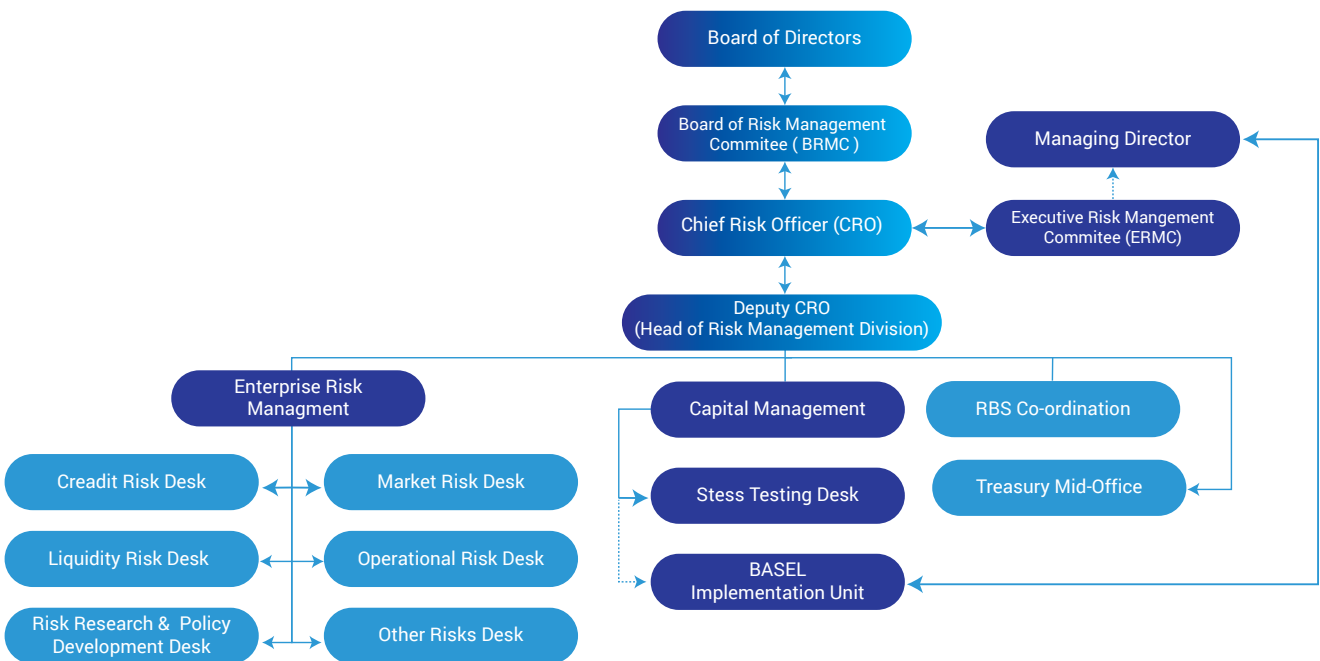 Board of Directors
Board of Risk Management
Commitee ( BRMC )
Managing Director
Chief Risk Officer (CRO)
Executive Risk Mangement
Commitee (ERMC)
Deputy CRO
(Head of Risk Management Division)
Enterprise Risk
Managment
Capital Management
RBS Co-ordination
Creadit Risk Desk
Market Risk Desk
Stess Testing Desk
Treasury Mid-Office
Liquidity Risk Desk
Operational Risk Desk
BASEL
Implementation Unit
Risk Research & Policy
Development Desk
Other Risks Desk